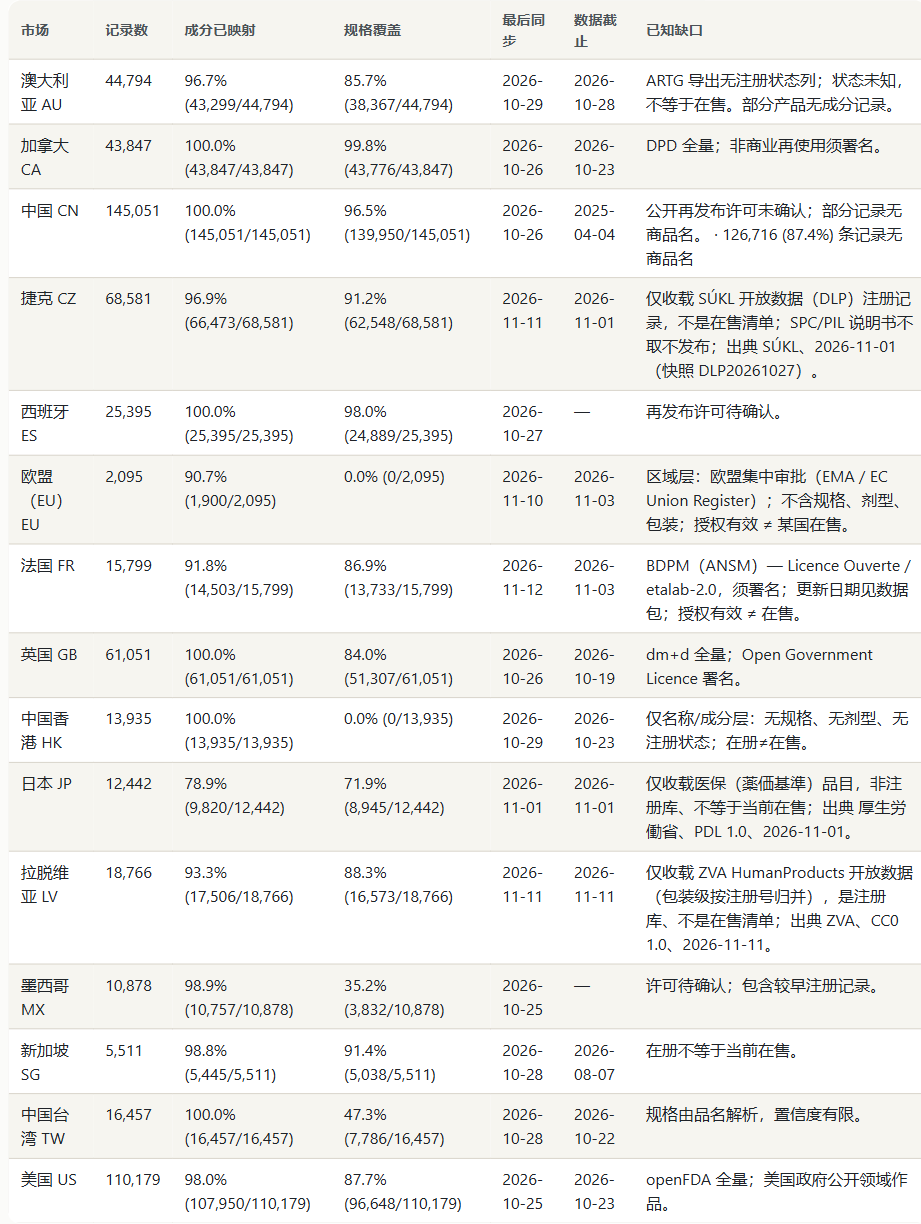 市场 记录数 成分已映射 规格覆盖 最后同步 数据截止 已知缺口
澳大利亚 AU 44,794 96.7% (43,299/44,794) 85.7% (38,367/44,794) 2026-10-29 2026-10-28 ARTG 导出无注册状态列；状态未知，不等于在售。部分产品无成分记录。
加拿大 CA 43,847 100.0% (43,847/43,847) 99.8% (43,776/43,847) 2026-10-26 2026-10-23 DPD 全量；非商业再使用须署名。
中国 CN 145,051 100.0% (145,051/145,051) 96.5% (139,950/145,051) 2026-10-26 2025-04-04 公开再发布许可未确认；部分记录无商品名。 · 126,716 (87.4%) 条记录无商品名
捷克 CZ 68,581 96.9% (66,473/68,581) 91.2% (62,548/68,581) 2026-11-11 2026-11-01 仅收载 SÚKL 开放数据（DLP）注册记录，不是在售清单；SPC/PIL 说明书不取不发布；出典 SÚKL、2026-11-01（快照 DLP20261027）。
西班牙 ES 25,395 100.0% (25,395/25,395) 98.0% (24,889/25,395) 2026-10-27 — 再发布许可待确认。
欧盟（EU） EU 2,095 90.7% (1,900/2,095) 0.0% (0/2,095) 2026-11-10 2026-11-03 区域层：欧盟集中审批（EMA / EC Union Register）；不含规格、剂型、包装；授权有效 ≠ 某国在售。
法国 FR 15,799 91.8% (14,503/15,799) 86.9% (13,733/15,799) 2026-11-12 2026-11-03 BDPM（ANSM）— Licence Ouverte / etalab-2.0，须署名；更新日期见数据包；授权有效 ≠ 在售。
英国 GB 61,051 100.0% (61,051/61,051) 84.0% (51,307/61,051) 2026-10-26 2026-10-19 dm+d 全量；Open Government Licence 署名。
中国香港 HK 13,935 100.0% (13,935/13,935) 0.0% (0/13,935) 2026-10-29 2026-10-23 仅名称/成分层：无规格、无剂型、无注册状态；在册≠在售。
日本 JP 12,442 78.9% (9,820/12,442) 71.9% (8,945/12,442) 2026-11-01 2026-11-01 仅收载医保（薬価基準）品目，非注册库、不等于当前在售；出典 厚生労働省、PDL 1.0、2026-11-01。
拉脱维亚 LV 18,766 93.3% (17,506/18,766) 88.3% (16,573/18,766) 2026-11-11 2026-11-11 仅收载 ZVA HumanProducts 开放数据（包装级按注册号归并），是注册库、不是在售清单；出典 ZVA、CC0 1.0、2026-11-11。
墨西哥 MX 10,878 98.9% (10,757/10,878) 35.2% (3,832/10,878) 2026-10-25 — 许可待确认；包含较早注册记录。
新加坡 SG 5,511 98.8% (5,445/5,511) 91.4% (5,038/5,511) 2026-10-28 2026-08-07 在册不等于当前在售。
中国台湾 TW 16,457 100.0% (16,457/16,457) 47.3% (7,786/16,457) 2026-10-28 2026-10-22 规格由品名解析，置信度有限。
美国 US 110,179 98.0% (107,950/110,179) 87.7% (96,648/110,179) 2026-10-25 2026-10-23 openFDA 全量；美国政府公开领域作品。